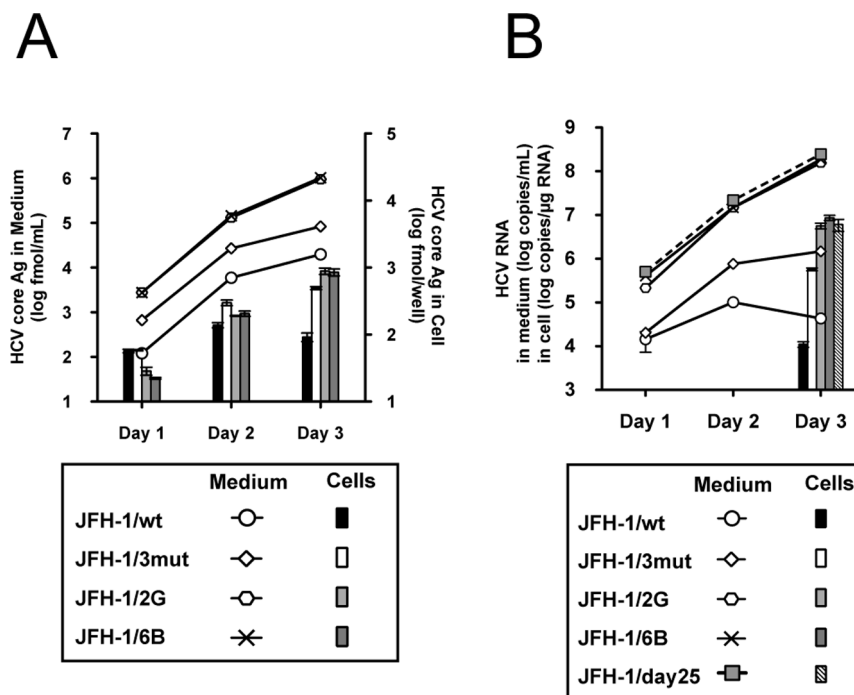 A
HCV core Ag in Medium
(log fmol/mL)
7
6
5
4
3
2
1
5
4
3
2
1
HCV core Ag in Cell
(log fmol/well)
Day 1 Day 2 Day 3
Medium Cells
JFH-1/wt
JFH-1/3mut
JFH-1/2G
JFH-1/6B
B
HCV RNA
in medium (log copies/mL)
in cell (log copies/µg RNA)
9
8
7
6
5
4
3
Day 1 Day 2 Day 3
Medium Cells
JFH-1/wt
JFH-1/3mut
JFH-1/2G
JFH-1/6B
JFH-1/day25